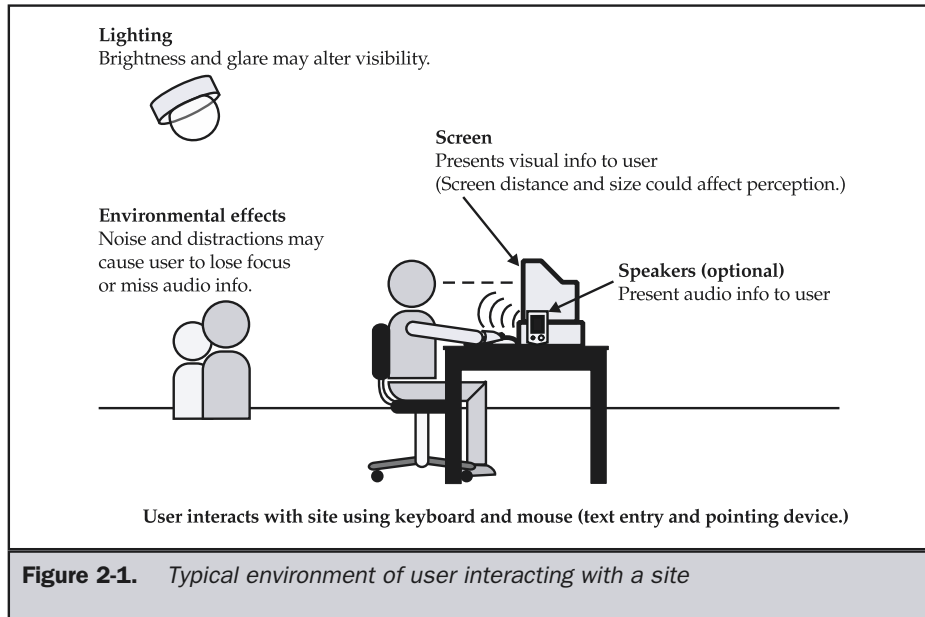 Lighting
Brightness and glare may alter visibility.
Screen
Presents visual info to user
(Screen distance and size could affect perception.)
Environmental effects
Noise and distractions may
cause user to lose focus
or miss audio info.
Speakers (optional)
Present audio info to user
User interacts with site using keyboard and mouse (text entry and pointing device.)
Figure 2-1. Typical environment of user interacting with a site